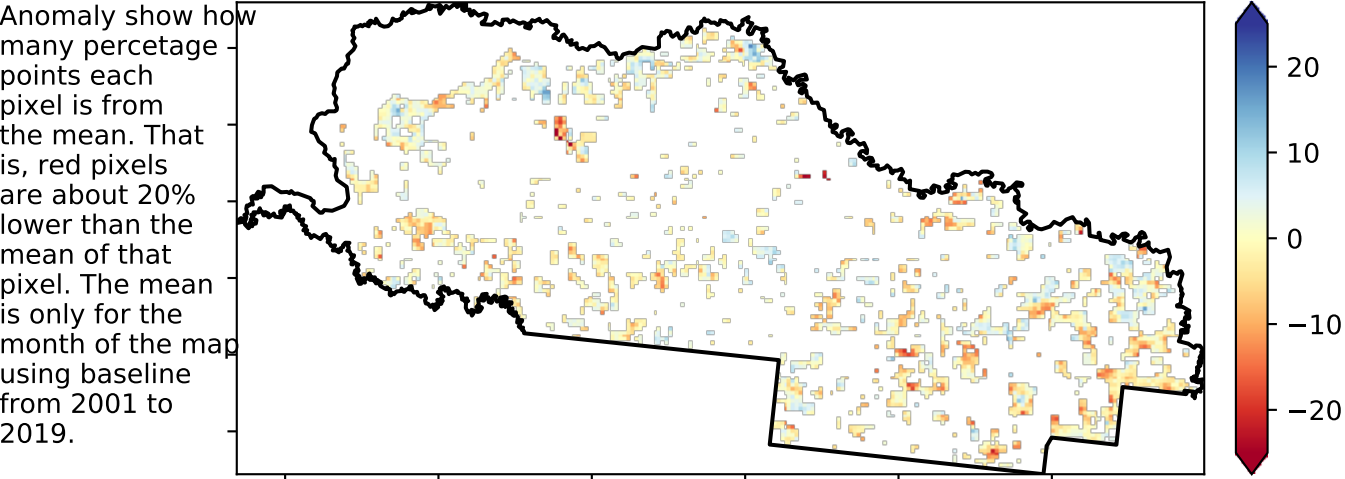 Anomaly show how
many percetage
points each
pixel is from
the mean. That
is, red pixels
are about 20%
lower than the
mean of that
pixel. The mean
is only for the
month of the map
using baseline
from 2001 to
2019.
20
10
0
−10
−20